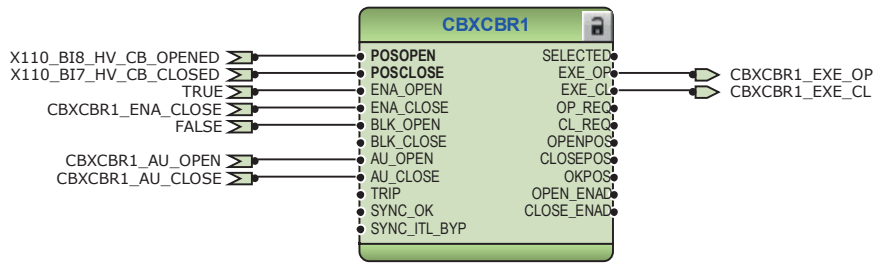 CBXCBR1
X110_BI8_HV_CB_OPENED
X110_BI7_HV_CB_CLOSED
TRUE
CBXCBR1_ENA_CLOSE
FALSE
CBXCBR1_AU_OPEN
CBXCBR1_AU_CLOSE
POSOPEN
POSCLOSE
ENA_OPEN
ENA_CLOSE
BLK_OPEN
BLK_CLOSE
AU_OPEN
AU_CLOSE
TRIP
SYNC_OK
SYNC_ITL_BYP
SELECTED
EXE_OP
EXE_CL
OP_REQ
CL_REQ
OPENPOS
CLOSEPOS
OKPOS
OPEN_ENAD
CLOSE_ENAD
CBXCBR1_EXE_OP
CBXCBR1_EXE_CL